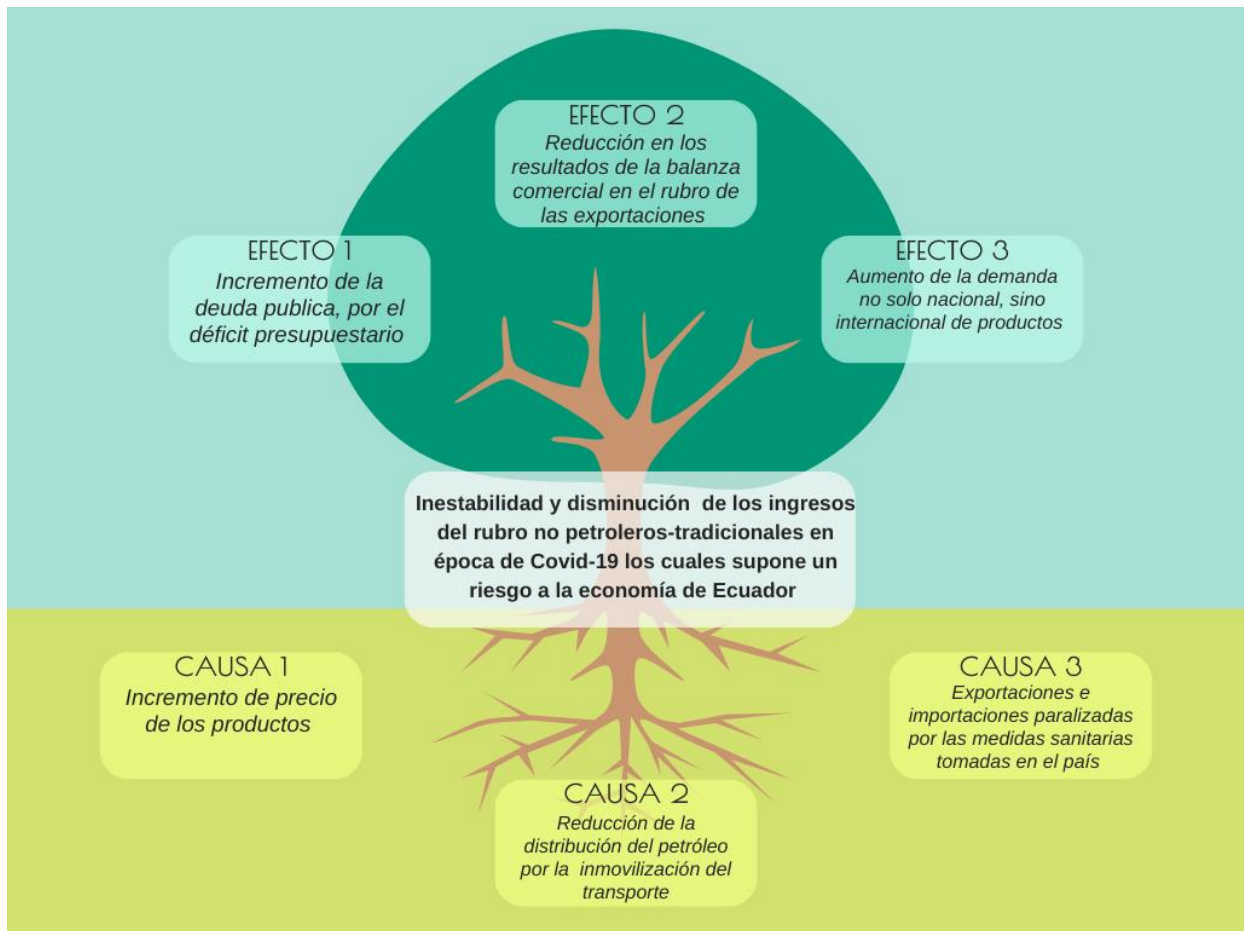 EFECTO 2
Reducción en los
resultados de la balanza
comercial en el rubro de
las exportaciones
EFECTO 1
Incremento de la
deuda publica, por el
déficit presupuestario
EFECTO 3
Aumento de la demanda
no solo nacional, sino
internacional de productos
Inestabilidad y disminución de los ingresos
del rubro no petroleros-tradicionales en
época de Covid-19 los cuales supone un
riesgo a la economía de Ecuador
CAUSA 1
Incremento de precio
de los productos
CAUSA 3
Exportaciones e
importaciones paralizadas
por las medidas sanitarias
tomadas en el país
CAUSA 2
Reducción de la
distribución del petróleo
por la inmovilización del
transporte